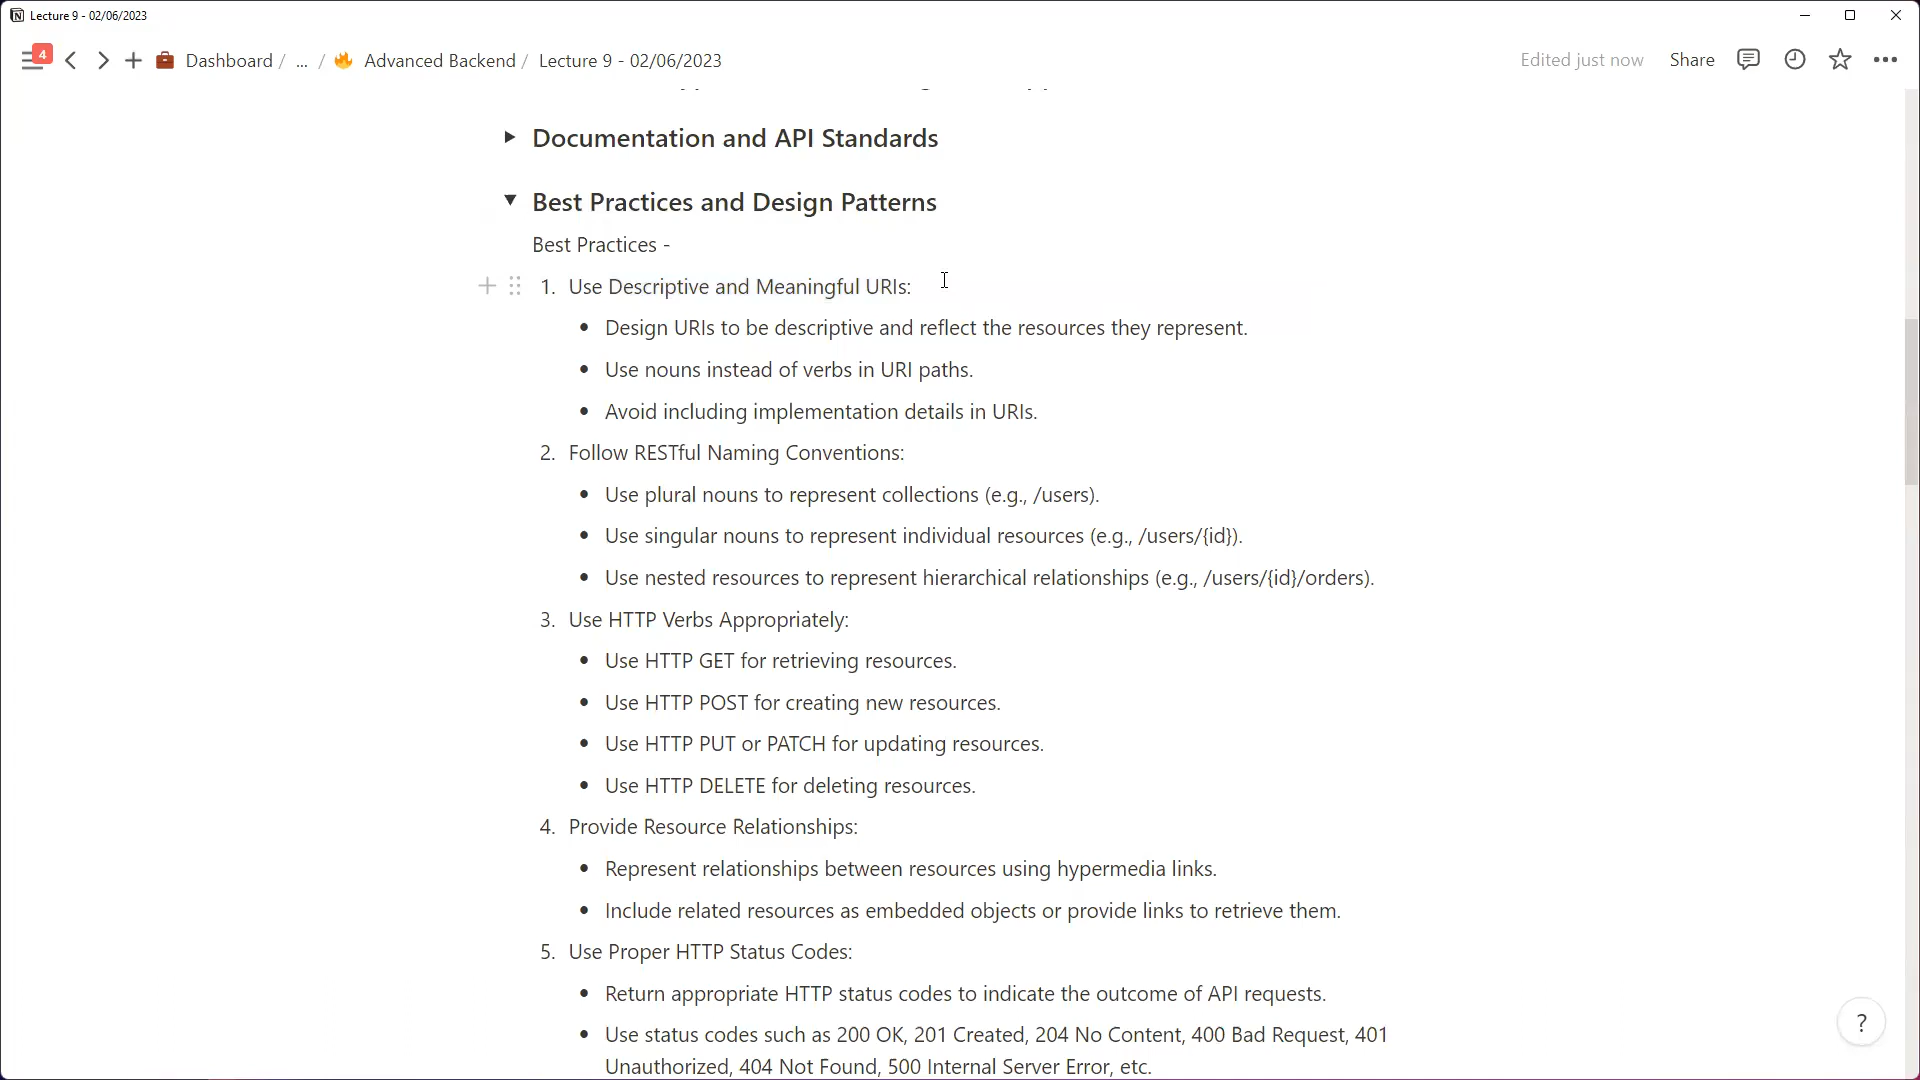 Lecture 9 - 02/06/2023
4
Dashboard / ... / Advanced Backend / Lecture 9 - 02/06/2023
Edited just now
Share
Documentation and API Standards
Best Practices and Design Patterns
Best Practices -
1. Use Descriptive and Meaningful URIs:
• Design URIs to be descriptive and reflect the resources they represent.
• Use nouns instead of verbs in URI paths.
• Avoid including implementation details in URIs.
2. Follow RESTful Naming Conventions:
• Use plural nouns to represent collections (e.g., /users).
• Use singular nouns to represent individual resources (e.g., /users/{id}).
• Use nested resources to represent hierarchical relationships (e.g., /users/{id}/orders).
3. Use HTTP Verbs Appropriately:
• Use HTTP GET for retrieving resources.
• Use HTTP POST for creating new resources.
• Use HTTP PUT or PATCH for updating resources.
• Use HTTP DELETE for deleting resources.
4. Provide Resource Relationships:
• Represent relationships between resources using hypermedia links.
• Include related resources as embedded objects or provide links to retrieve them.
5. Use Proper HTTP Status Codes:
• Return appropriate HTTP status codes to indicate the outcome of API requests.
• Use status codes such as 200 OK, 201 Created, 204 No Content, 400 Bad Request, 401
Unauthorized, 404 Not Found, 500 Internal Server Error, etc.
?